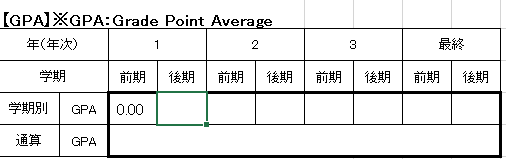 【GPA】※GPA：Grade Point Average
年（年次） 1 2 3 最終
学期 前期 後期 前期 後期 前期 後期 前期 後期
学期別 GPA 0.00
通算 GPA